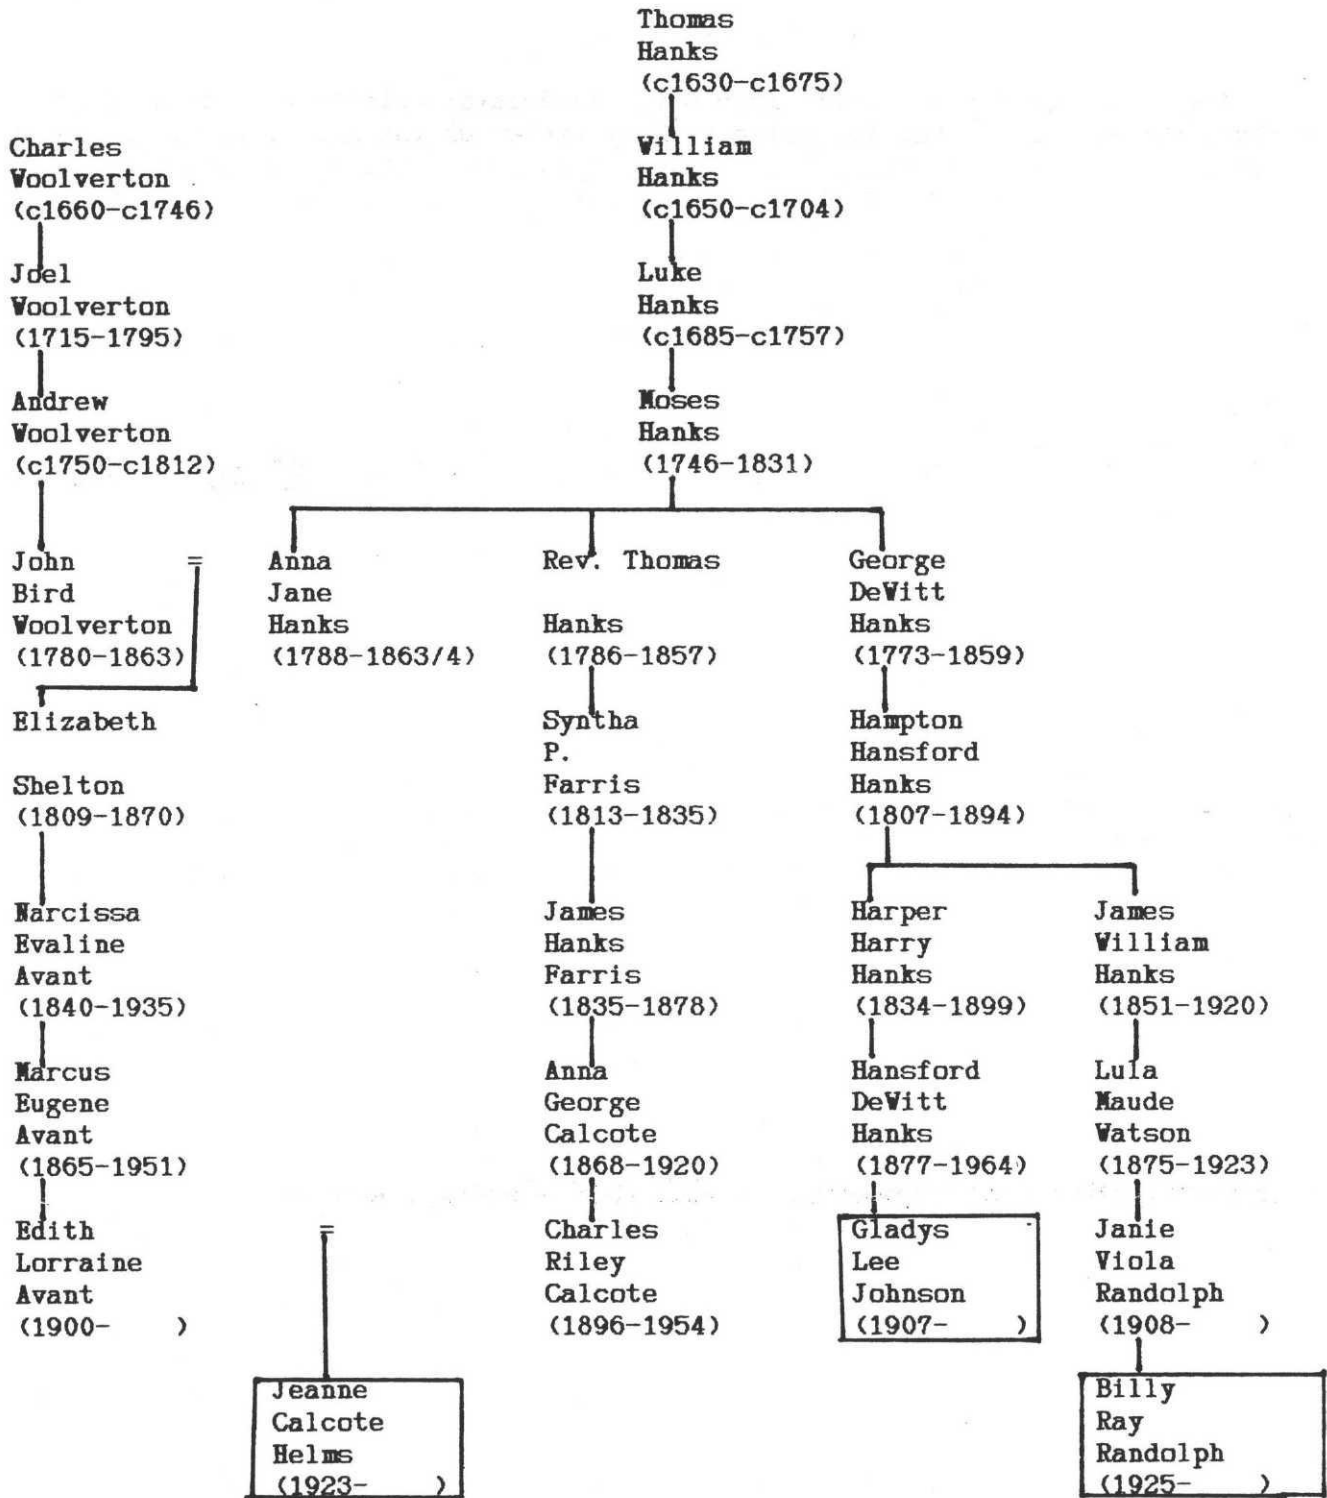 Thomas
Hanks
(c1630-c1675)
Charles
Woolverton
(c1660-c1746)
William
Hanks
(c1650-c1704)
Joel
Woolverton
(1715-1795)
Luke
Hanks
(c1685-c1757)
Andrew
Woolverton
(c1750-c1812)
Moses
Hanks
(1746-1831)
John
Bird
Woolverton
(1780-1863)
=
Anna
Jane
Hanks
(1788-1863/4)
Rev. Thomas
Hanks
(1786-1857)
George
DeWitt
Hanks
(1773-1859)
Elizabeth
Shelton
(1809-1870)
Syntha
P.
Farris
(1813-1835)
Hampton
Hansford
Hanks
(1807-1894)
Narcissa
Evaline
Avant
(1840-1935)
James
Hanks
Farris
(1835-1878)
Harper
Harry
Hanks
(1834-1899)
James
William
Hanks
(1851-1920)
Marcus
Eugene
Avant
(1865-1951)
Anna
George
Calcote
(1868-1920)
Hansford
DeWitt
Hanks
(1877-1964)
Lula
Maude
Watson
(1875-1923)
Edith
Lorraine
Avant
(1900- )
=
Charles
Riley
Calcote
(1896-1954)
Gladys
Lee
Johnson
(1907- )
Janie
Viola
Randolph
(1908- )
Jeanne
Calcote
Helms
(1923- )
Billy
Ray
Randolph
(1925- )